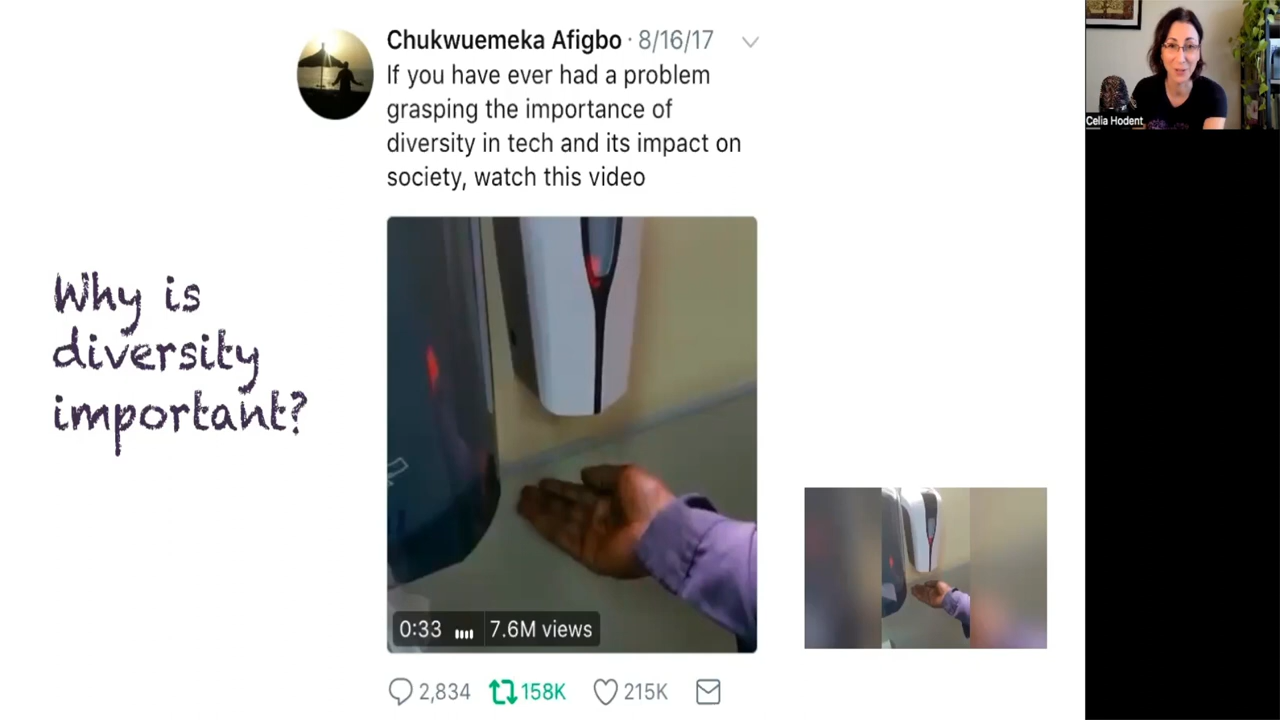 Chukwuemeka Afigbo · 8/16/17
If you have ever had a problem
grasping the importance of
diversity in tech and its impact on
society, watch this video
Why is
diversity
important?
0:33 7.6M views
2,834 158K 215K
Celia Hodent